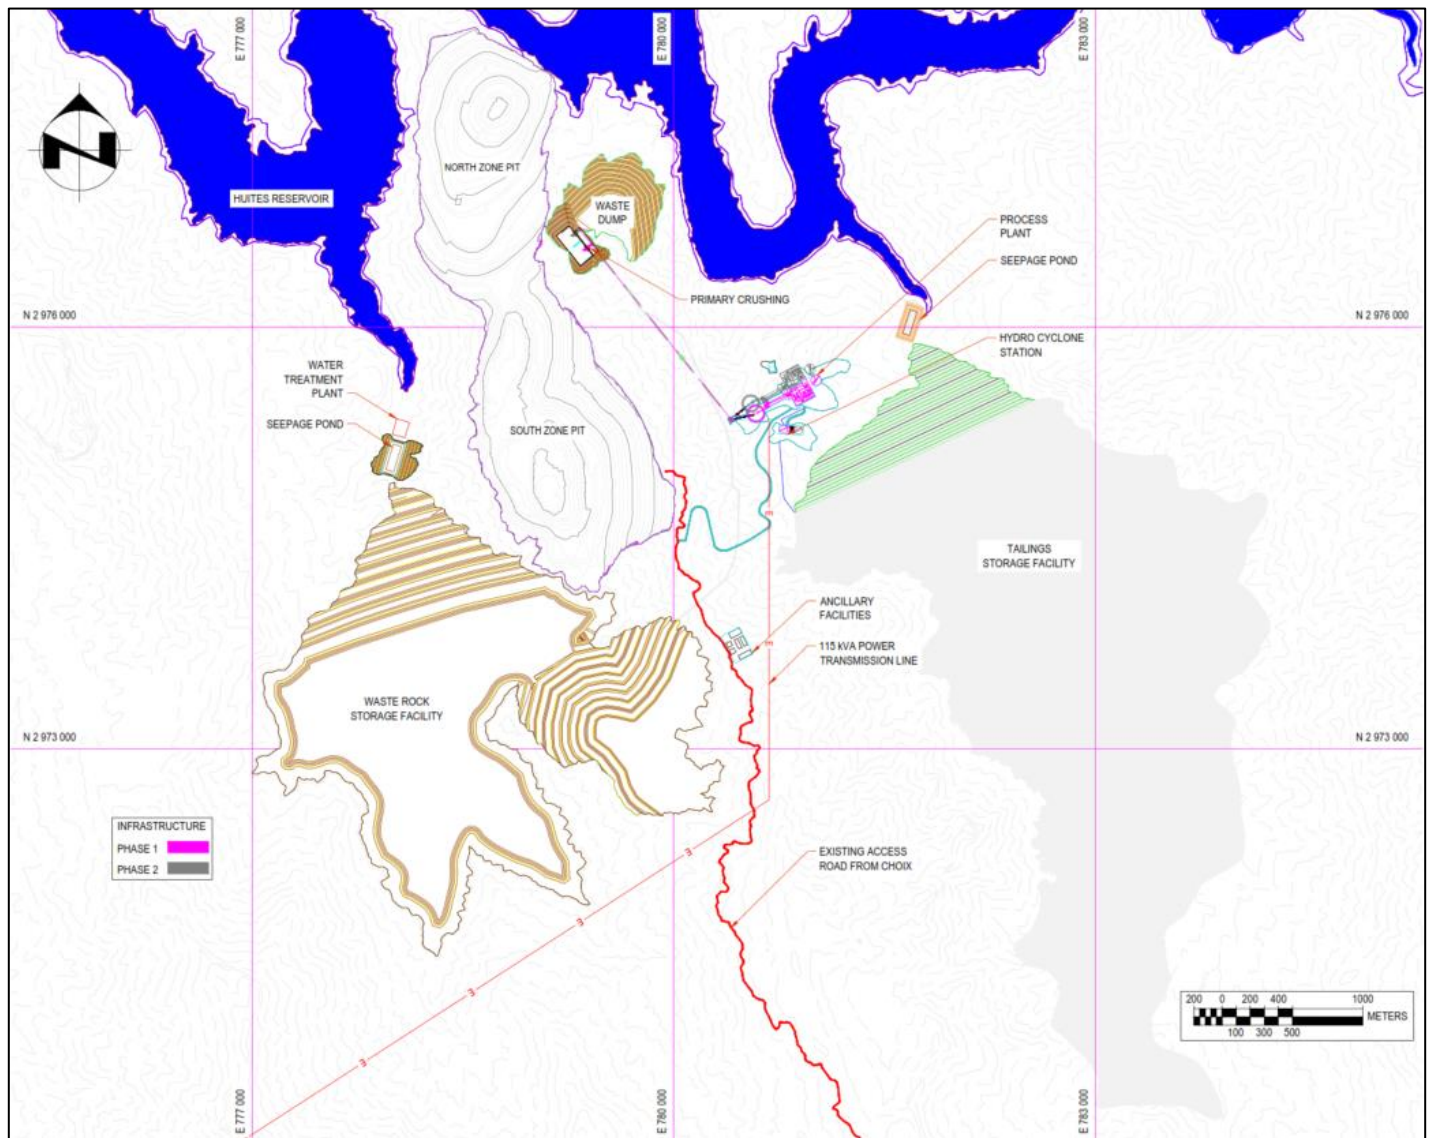 E 777 000
E 780 000
E 783 000
N
NORTH ZONE PIT
HUITES RESERVOIR
WASTE
DUMP
PROCESS
PLANT
SEEPAGE POND
PRIMARY CRUSHING
N 2 976 000
N 2 976 000
HYDRO CYCLONE
STATION
WATER
TREATMENT
PLANT
SEEPAGE POND
SOUTH ZONE PIT
TAILINGS
STORAGE FACILITY
ANCILLARY
FACILITIES
115 kVA POWER
TRANSMISSION LINE
WASTE ROCK
STORAGE FACILITY
N 2 973 000
N 2 973 000
INFRASTRUCTURE
PHASE 1
PHASE 2
EXISTING ACCESS
ROAD FROM CHOIX
200 0 200 400 1000
METERS
100 300 500
E 777 000
E 780 000
E 783 000